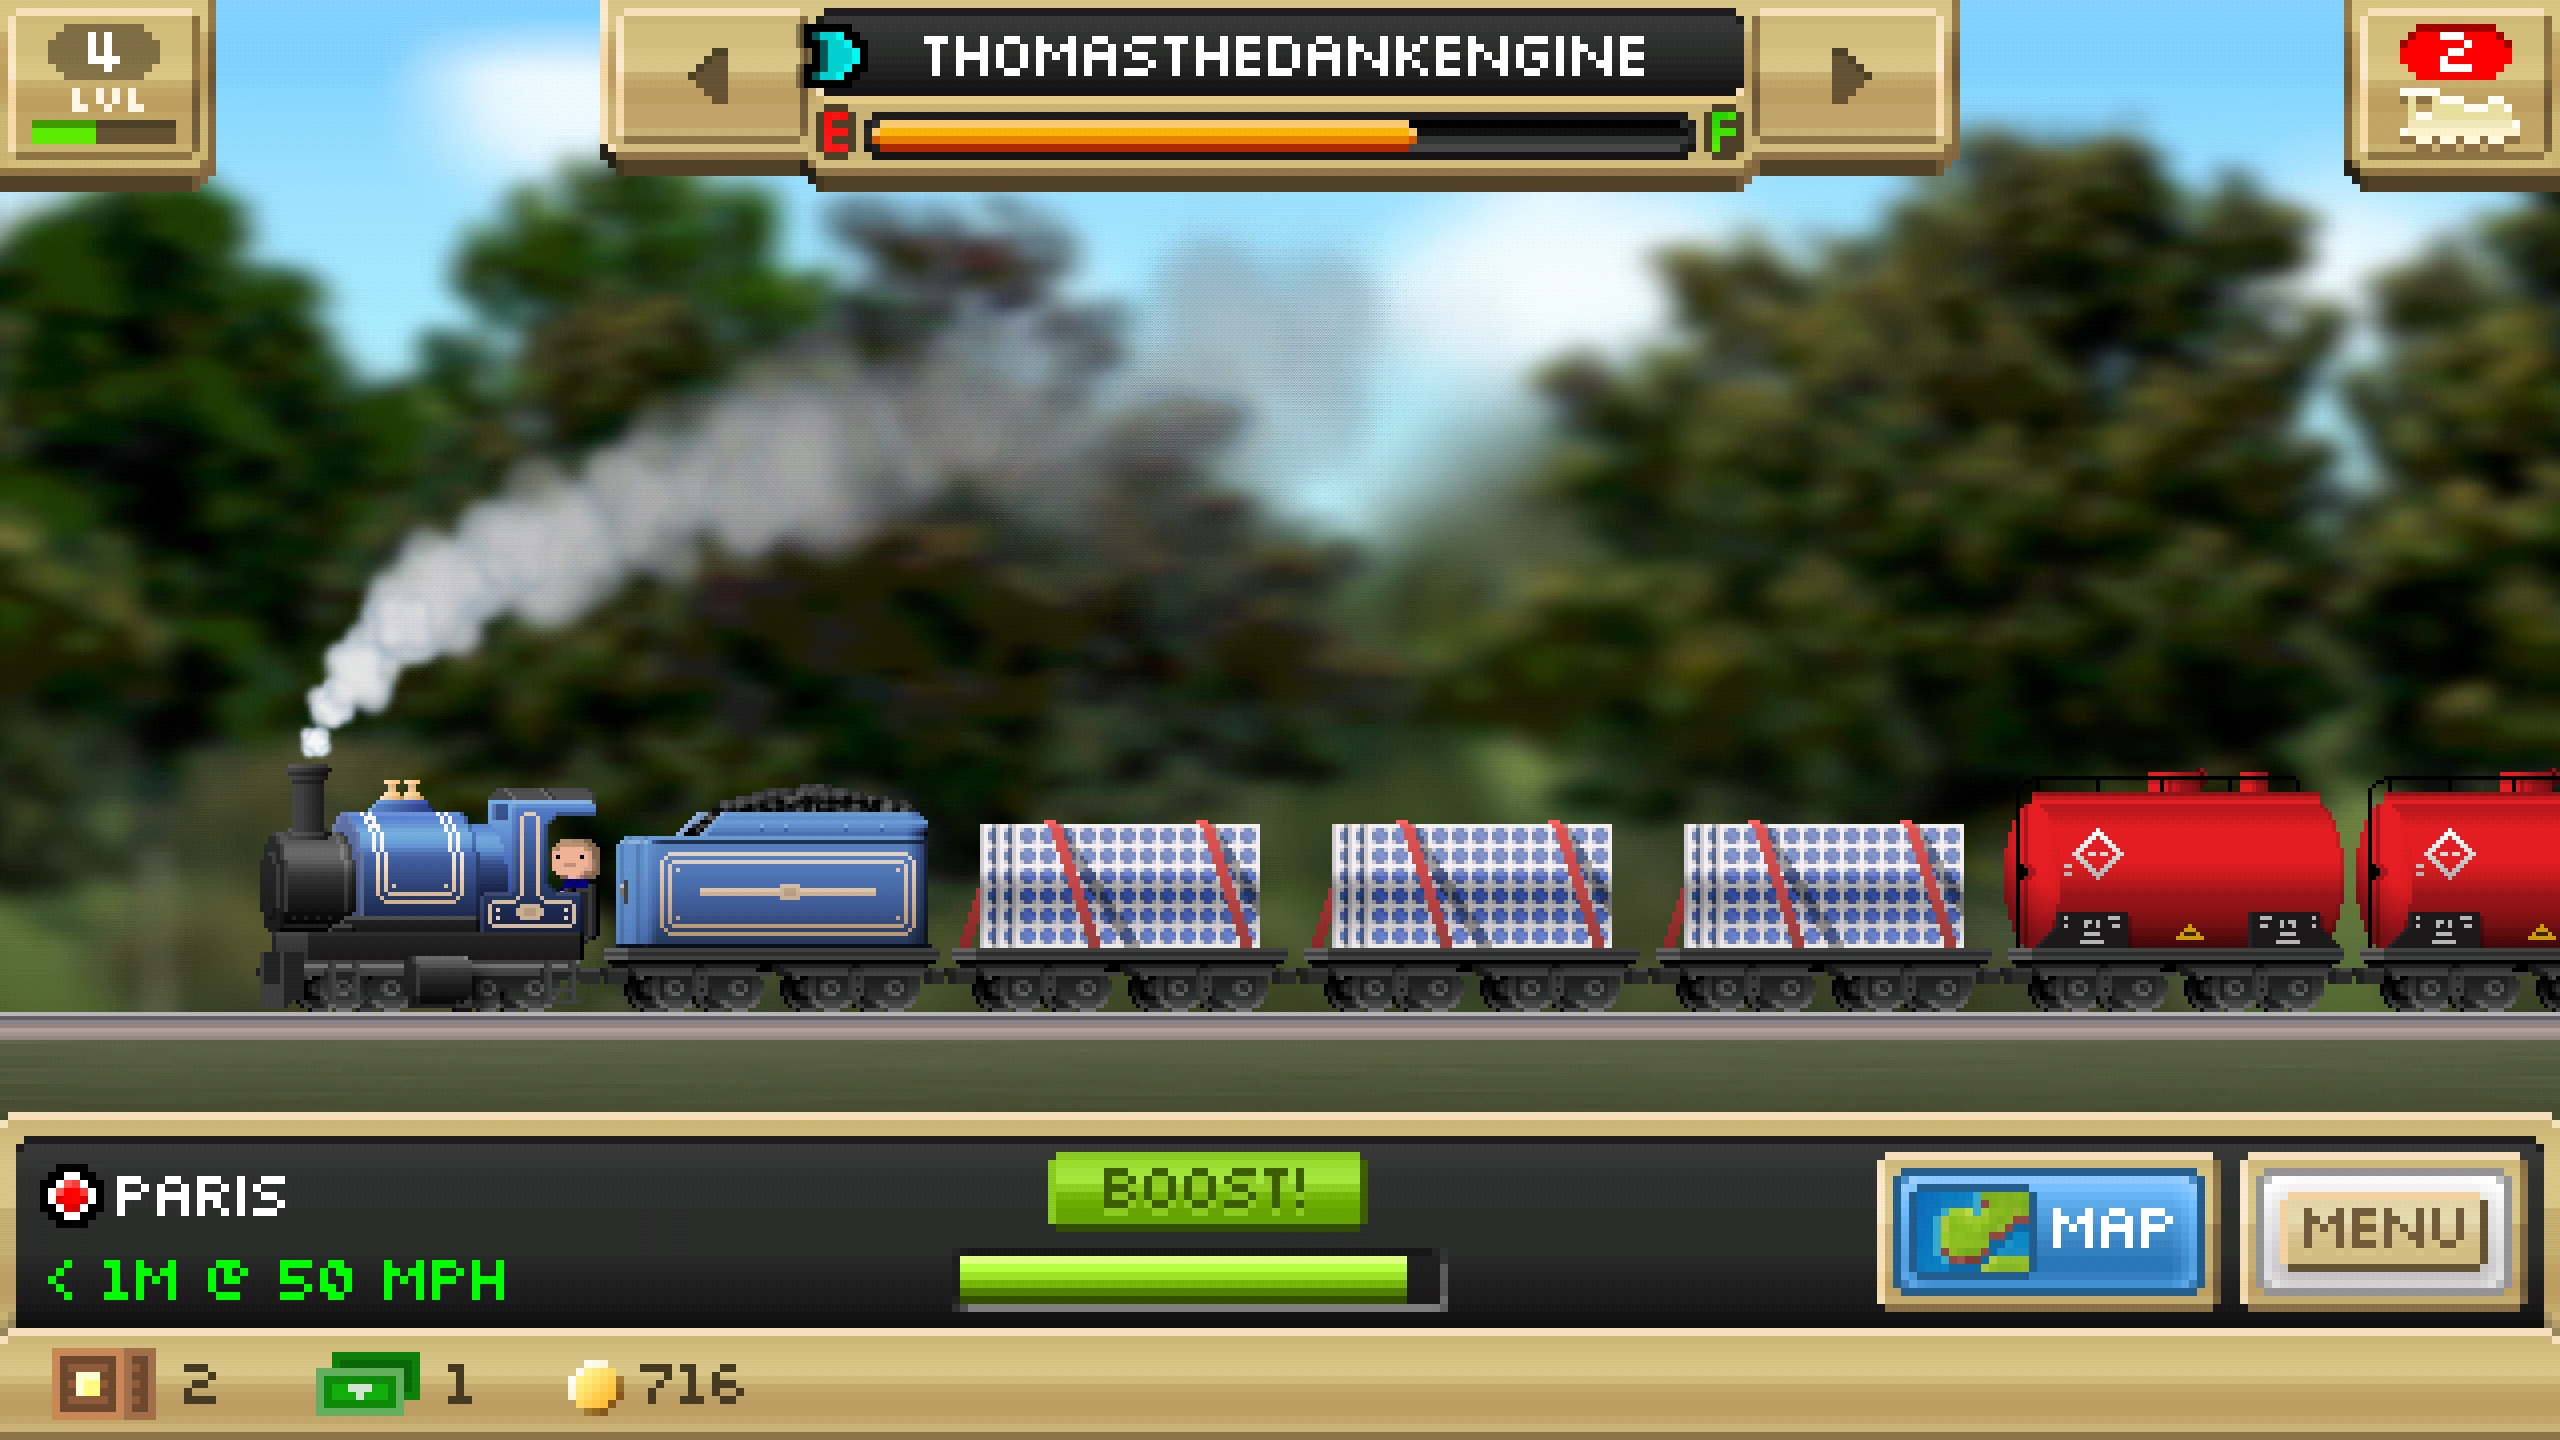 4
LVL
THOMASTHEDANKENGINE
E
F
2
PARIS
< 1M @ 50 MPH
BOOST!
MAP
MENU
2
1
716